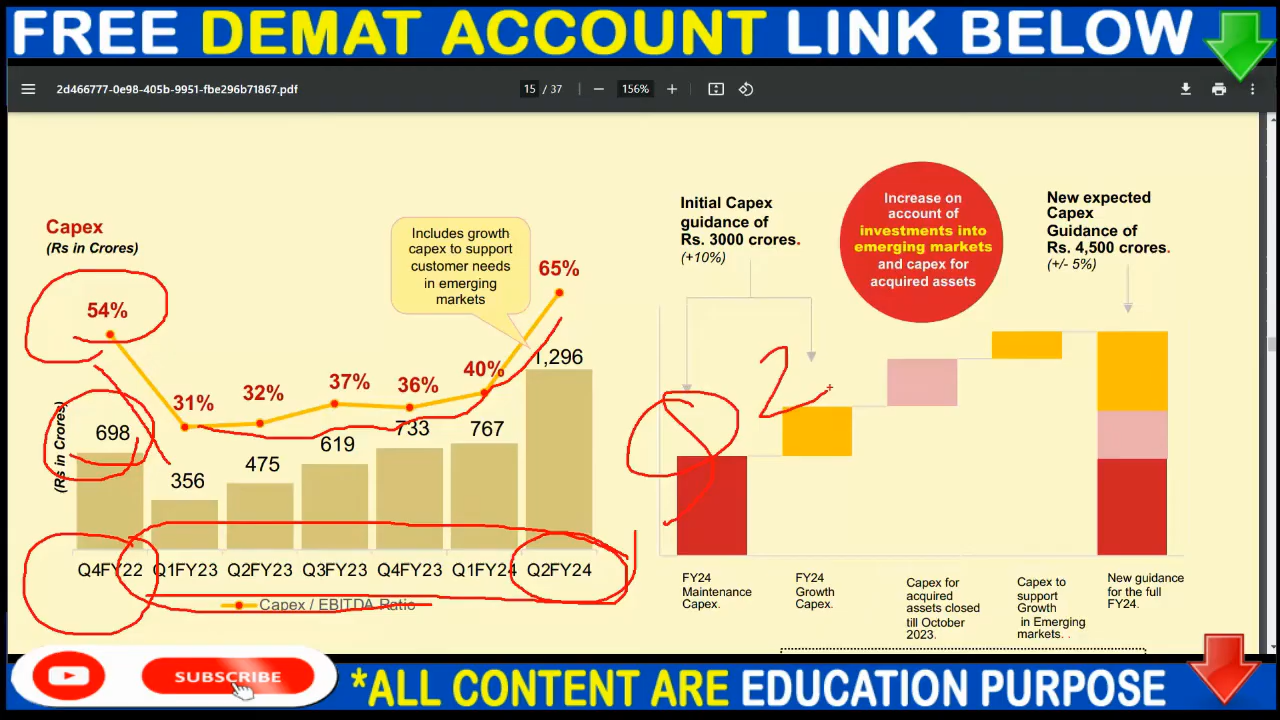 FREE DEMAT ACCOUNT LINK BELOW
2d466777-0e98-405b-9951-fbe296b71867.pdf
15 / 37
156%
Capex
(Rs in Crores)
Includes growth
capex to support
customer needs
in emerging
markets
54%
31%
32%
37%
36%
40%
65%
(Rs in Crores)
698
356
475
619
733
767
1,296
Q4FY22
Q1FY23
Q2FY23
Q3FY23
Q4FY23
Q1FY24
Q2FY24
Capex / EBITDA Ratio
Initial Capex
guidance of
Rs. 3000 crores.
(+10%)
Increase on
account of
investments into
emerging markets
and capex for
acquired assets
New expected
Capex
Guidance of
Rs. 4,500 crores.
(+/- 5%)
2
FY24
Maintenance
Capex.
FY24
Growth
Capex.
Capex for
acquired
assets closed
till October
2023.
Capex to
support
Growth
in Emerging
markets. .
New guidance
for the full
FY24.
SUBSCRIBE
*ALL CONTENT ARE EDUCATION PURPOSE